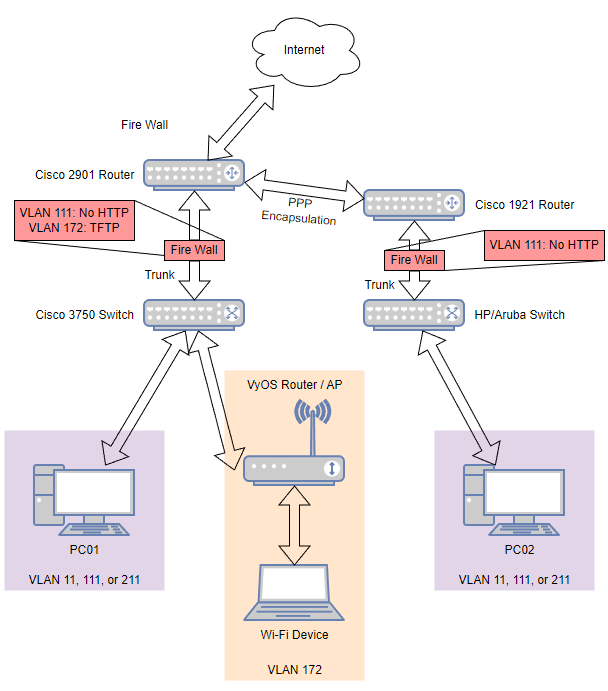 Internet
Fire Wall
Cisco 2901 Router
PPP
Encapsulation
Cisco 1921 Router
VLAN 111: No HTTP
VLAN 172: TFTP
Fire Wall
VLAN 111: No HTTP
Fire Wall
Trunk
Trunk
Cisco 3750 Switch
HP/Aruba Switch
VyOS Router / AP
PC01
VLAN 11, 111, or 211
PC02
VLAN 11, 111, or 211
Wi-Fi Device
VLAN 172